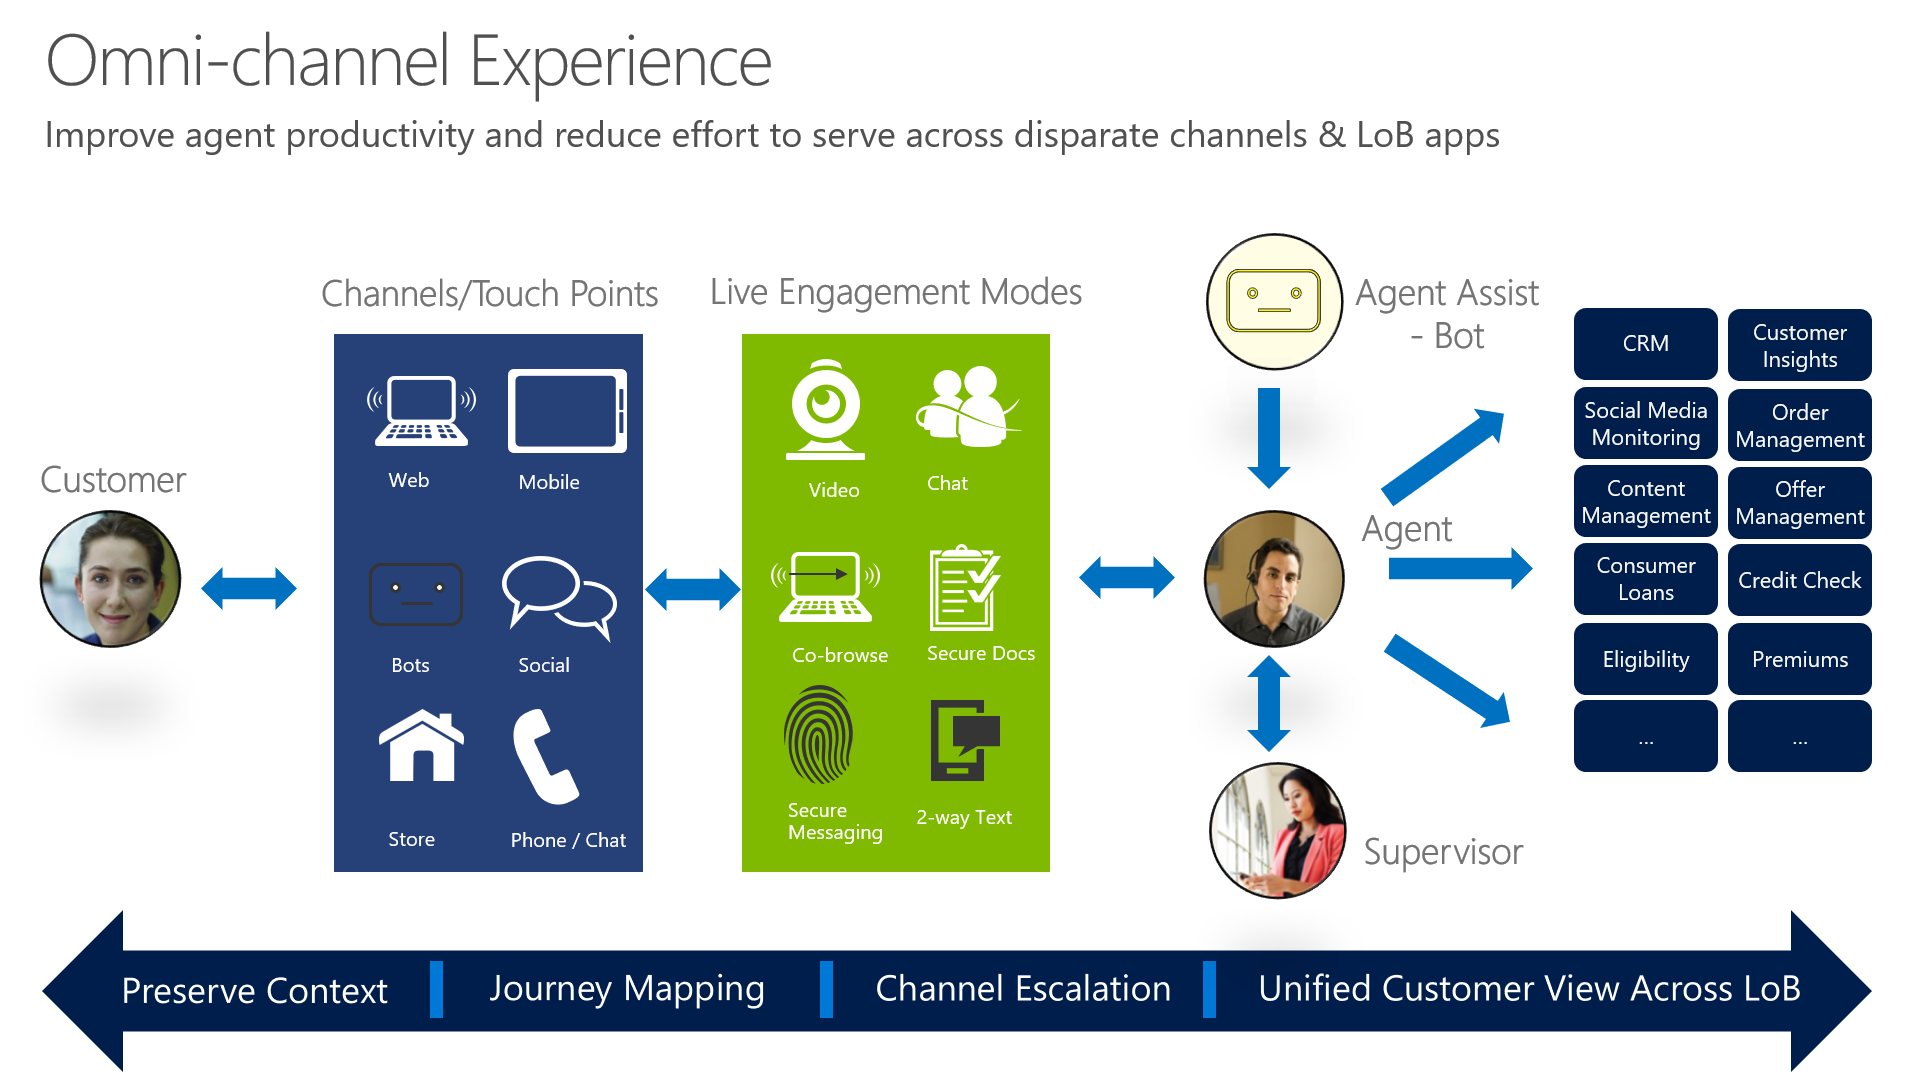 Omni-channel Experience
Improve agent productivity and reduce effort to serve across disparate channels & LoB apps
Customer
Channels/Touch Points
Web
Mobile
Bots
Social
Store
Phone / Chat
Live Engagement Modes
Video
Chat
Co-browse
Secure Docs
Secure
Messaging
2-way Text
Agent Assist
- Bot
Agent
Supervisor
CRM
Customer
Insights
Social Media
Monitoring
Order
Management
Content
Management
Offer
Management
Consumer
Loans
Credit Check
Eligibility
Premiums
...
...
Preserve Context
Journey Mapping
Channel Escalation
Unified Customer View Across LoB